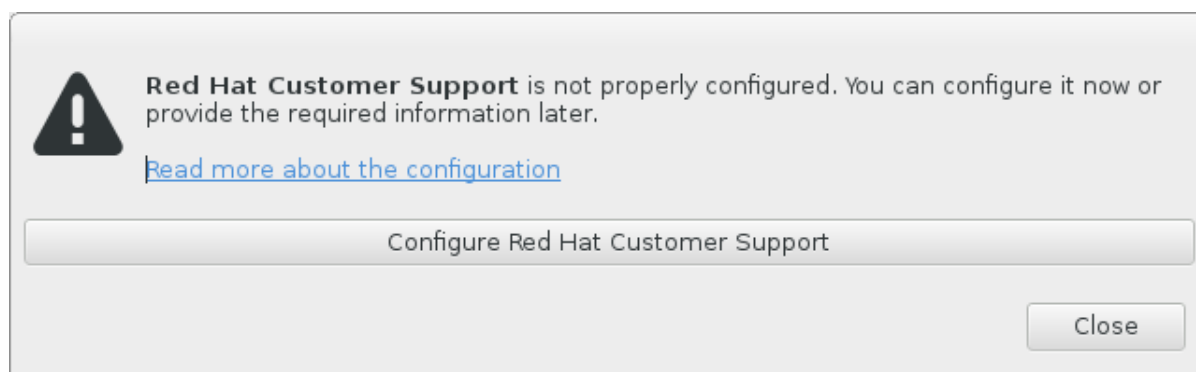 Red Hat Customer Support is not properly configured. You can configure it now or
provide the required information later.
Read more about the configuration
Configure Red Hat Customer Support
Close